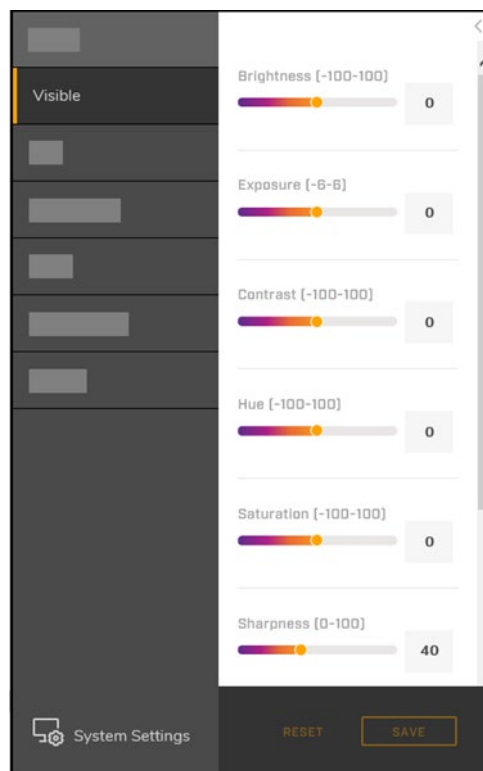 Visible
Brightness (-100-100)
0
Exposure (-6-6)
0
Contrast (-100-100)
0
Hue (-100-100)
0
Saturation (-100-100)
0
Sharpness (0-100)
40
System Settings
RESET
SAVE